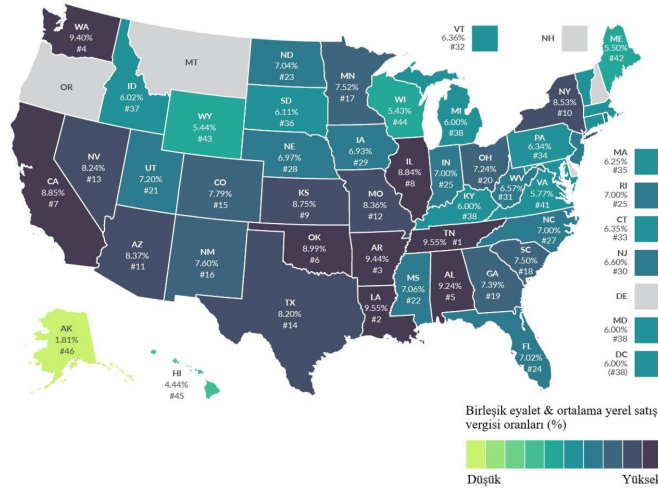 WA
9.40%
#4
OR
ID
6.02%
#37
MT
ND
7.04%
#23
MN
7.52%
#17
VT
6.36%
#32
NH
ME
5.50%
#42
NY
8.53%
#10
WI
5.43%
#44
MI
6.00%
#38
SD
6.11%
#36
WY
5.44%
#43
NE
6.97%
#28
IA
6.93%
#29
IL
8.84%
#8
IN
7.00%
#25
OH
7.24%
#20
PA
6.34%
#34
WV
6.57%
#31
VA
5.77%
#41
MA
6.25%
#35
RI
7.00%
#25
CT
6.35%
#33
NJ
6.60%
#30
DE
MD
6.00%
#38
DC
6.00%
(#38)
CA
8.85%
#7
NV
8.24%
#13
UT
7.20%
#21
CO
7.79%
#15
KS
8.75%
#9
MO
8.36%
#12
KY
6.00%
#38
NC
7.00%
#27
TN
9.55% #1
SC
7.50%
#18
AZ
8.37%
#11
NM
7.60%
#16
OK
8.99%
#6
AR
9.44%
#3
MS
7.06%
#22
AL
9.24%
#5
GA
7.39%
#19
TX
8.20%
#14
LA
9.55%
#2
FL
7.02%
#24
AK
1.81%
#46
HI
4.44%
#45
Birleşik eyalet & ortalama yerel satış
vergisi oranları (%)
Düşük
Yüksek